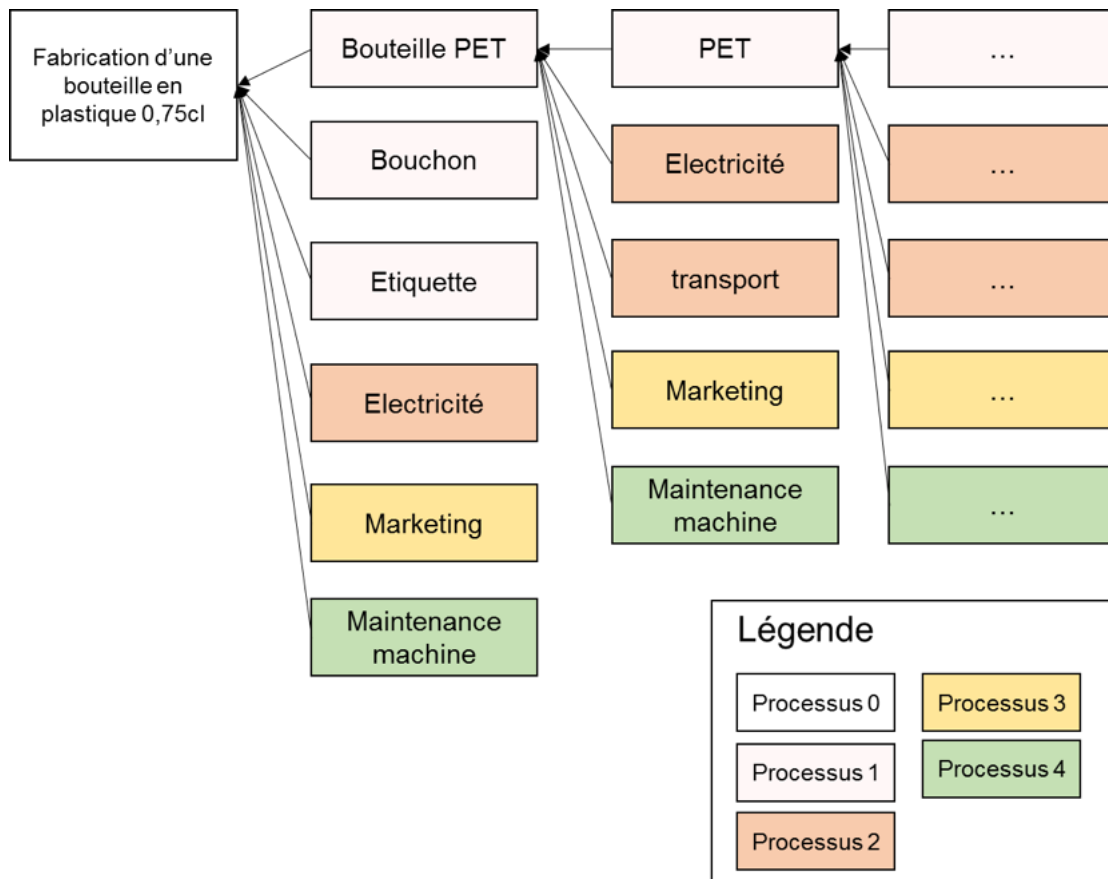 Fabrication d’une
bouteille en
plastique 0,75cl
Bouteille PET
PET
…
Bouchon
Electricité
…
Etiquette
transport
…
Electricité
Marketing
…
Marketing
Maintenance
machine
…
Maintenance
machine
Légende
Processus 0
Processus 3
Processus 1
Processus 4
Processus 2